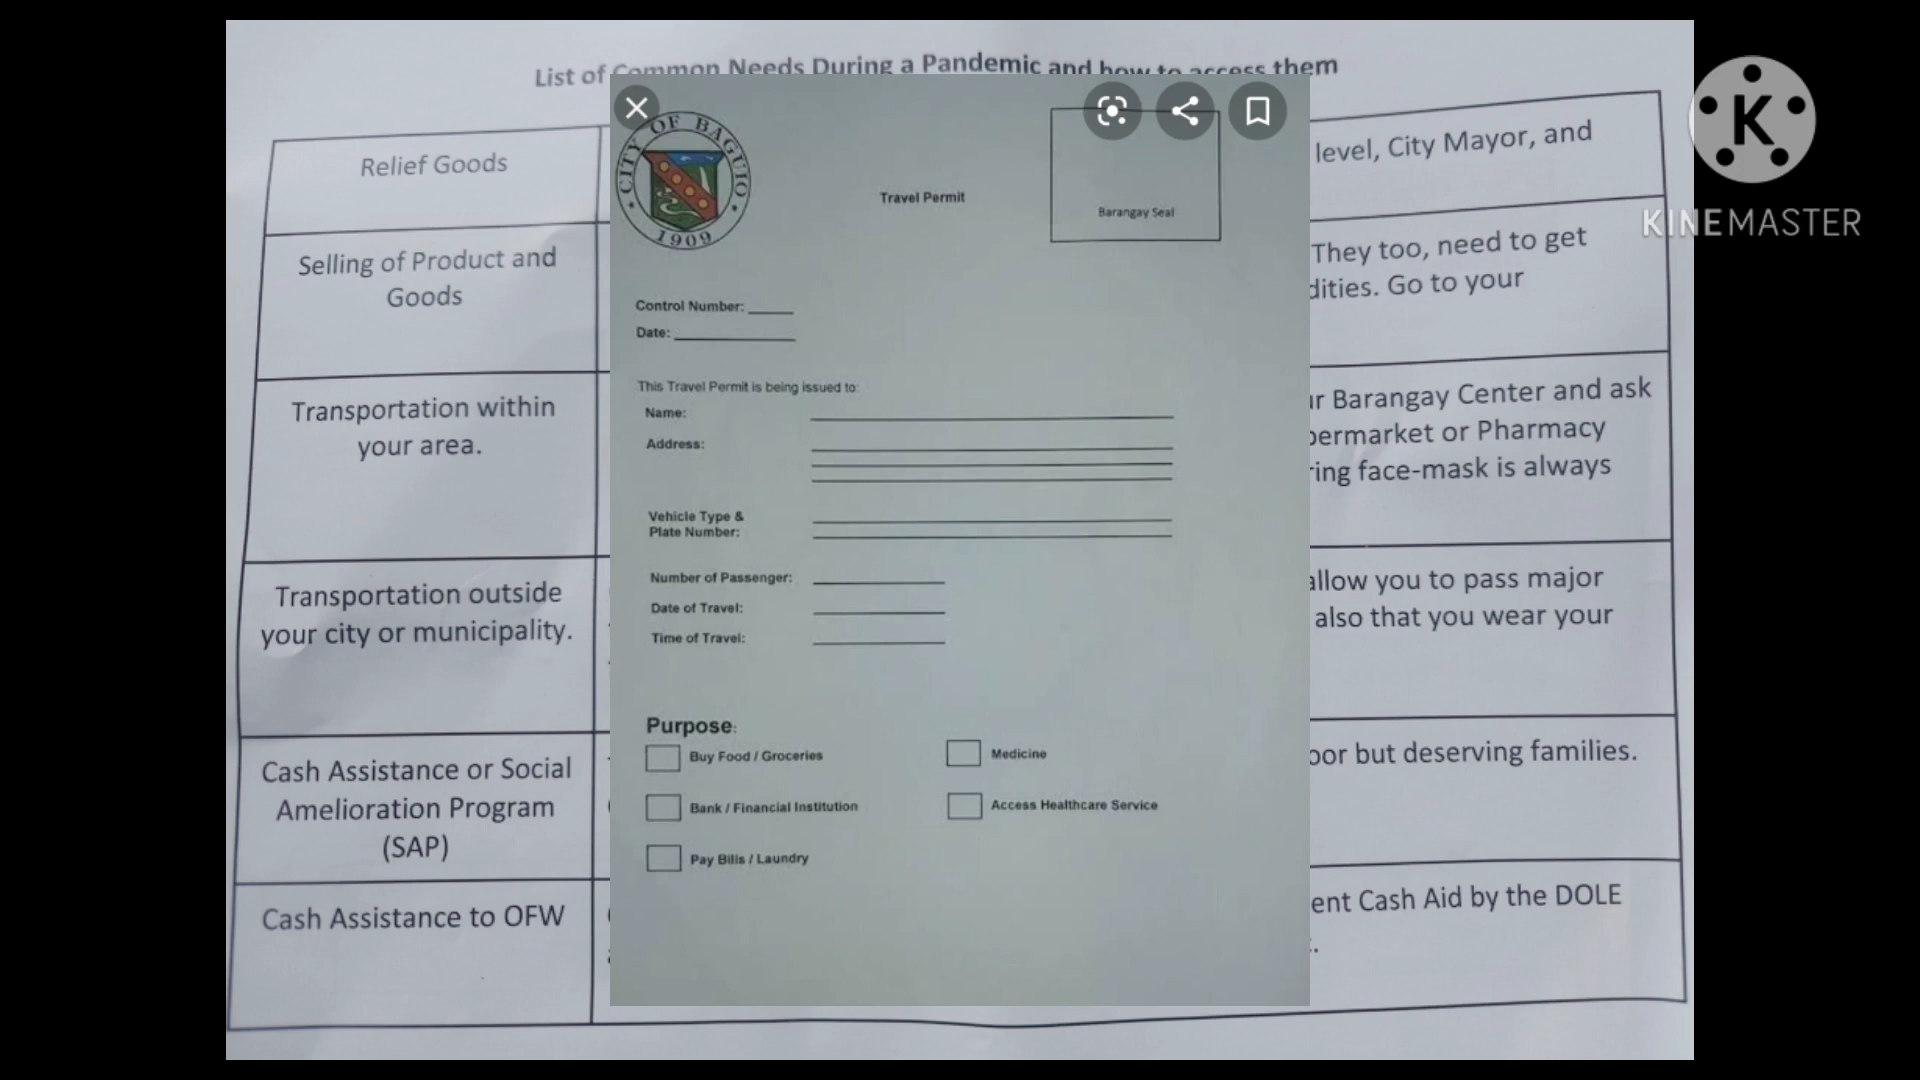 List of Common Needs During a Pandemic and how to access them
Relief Goods
level, City Mayor, and
Selling of Product and
Goods
They too, need to get
dities. Go to your
Transportation within
your area.
ur Barangay Center and ask
permarket or Pharmacy
ring face-mask is always
Transportation outside
your city or municipality.
allow you to pass major
also that you wear your
Cash Assistance or Social
Amelioration Program
(SAP)
oor but deserving families.
Cash Assistance to OFW
ent Cash Aid by the DOLE
CITY OF BAGUIO
1909
Travel Permit
Barangay Seal
Control Number:
Date:
This Travel Permit is being issued to:
Name:
Address:
Vehicle Type &
Plate Number:
Number of Passenger:
Date of Travel:
Time of Travel:
Purpose:
Buy Food / Groceries
Medicine
Bank / Financial Institution
Access Healthcare Service
Pay Bills / Laundry
K
KINEMASTER